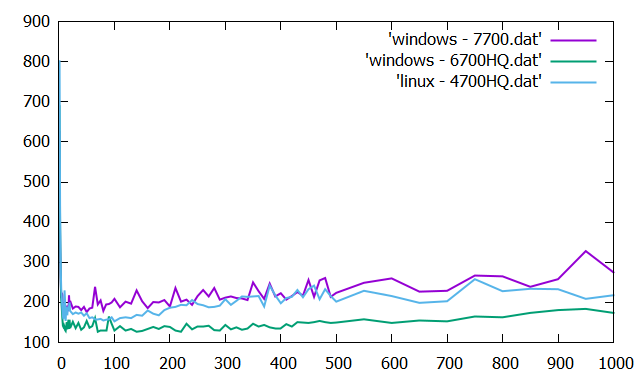 900
800
700
600
500
400
300
200
100
'windows - 7700.dat'
'windows - 6700HQ.dat'
'linux - 4700HQ.dat'
0 100 200 300 400 500 600 700 800 900 1000